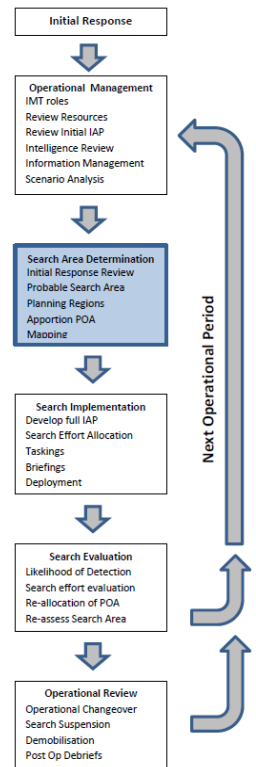 Initial Response
Operational Management
IMT roles
Review Resources
Review Initial IAP
Intelligence Review
Information Management
Scenario Analysis
Search Area Determination
Initial Response Review
Probable Search Area
Planning Regions
Apportion POA
Mapping
Search Implementation
Develop full IAP
Search Effort Allocation
Taskings
Briefings
Deployment
Search Evaluation
Likelihood of Detection
Search effort evaluation
Re-allocation of POA
Re-assess Search Area
Operational Review
Operational Changeover
Search Suspension
Demobilisation
Post Op Debriefs
Next Operational Period